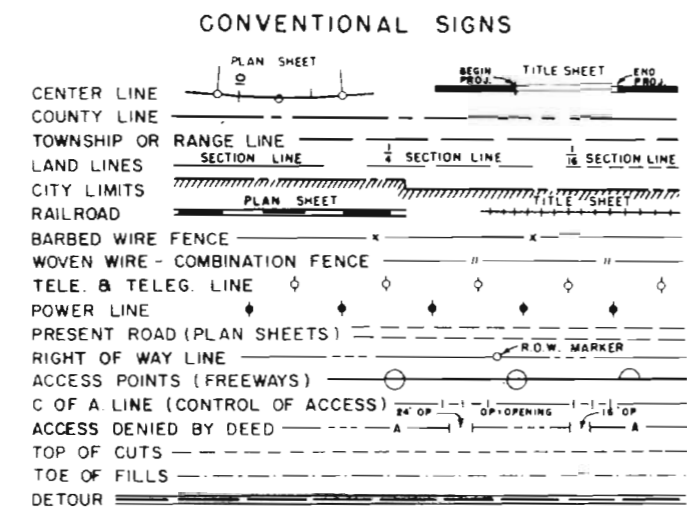 CONVENTIONAL SIGNS
PLAN SHEET
10
BEGIN PROJ. TITLE SHEET END PROJ.
CENTER LINE
COUNTY LINE
TOWNSHIP OR RANGE LINE
LAND LINES SECTION LINE 1/4 SECTION LINE 1/16 SECTION LINE
CITY LIMITS
RAILROAD PLAN SHEET TITLE SHEET
BARBED WIRE FENCE x x
WOVEN WIRE - COMBINATION FENCE
TELE. & TELEG. LINE
POWER LINE
PRESENT ROAD (PLAN SHEETS)
RIGHT OF WAY LINE R.O.W. MARKER
ACCESS POINTS (FREEWAYS)
C OF A LINE (CONTROL OF ACCESS)
24' OP OP=OPENING 16' OP
ACCESS DENIED BY DEED A A
TOP OF CUTS
TOE OF FILLS
DETOUR